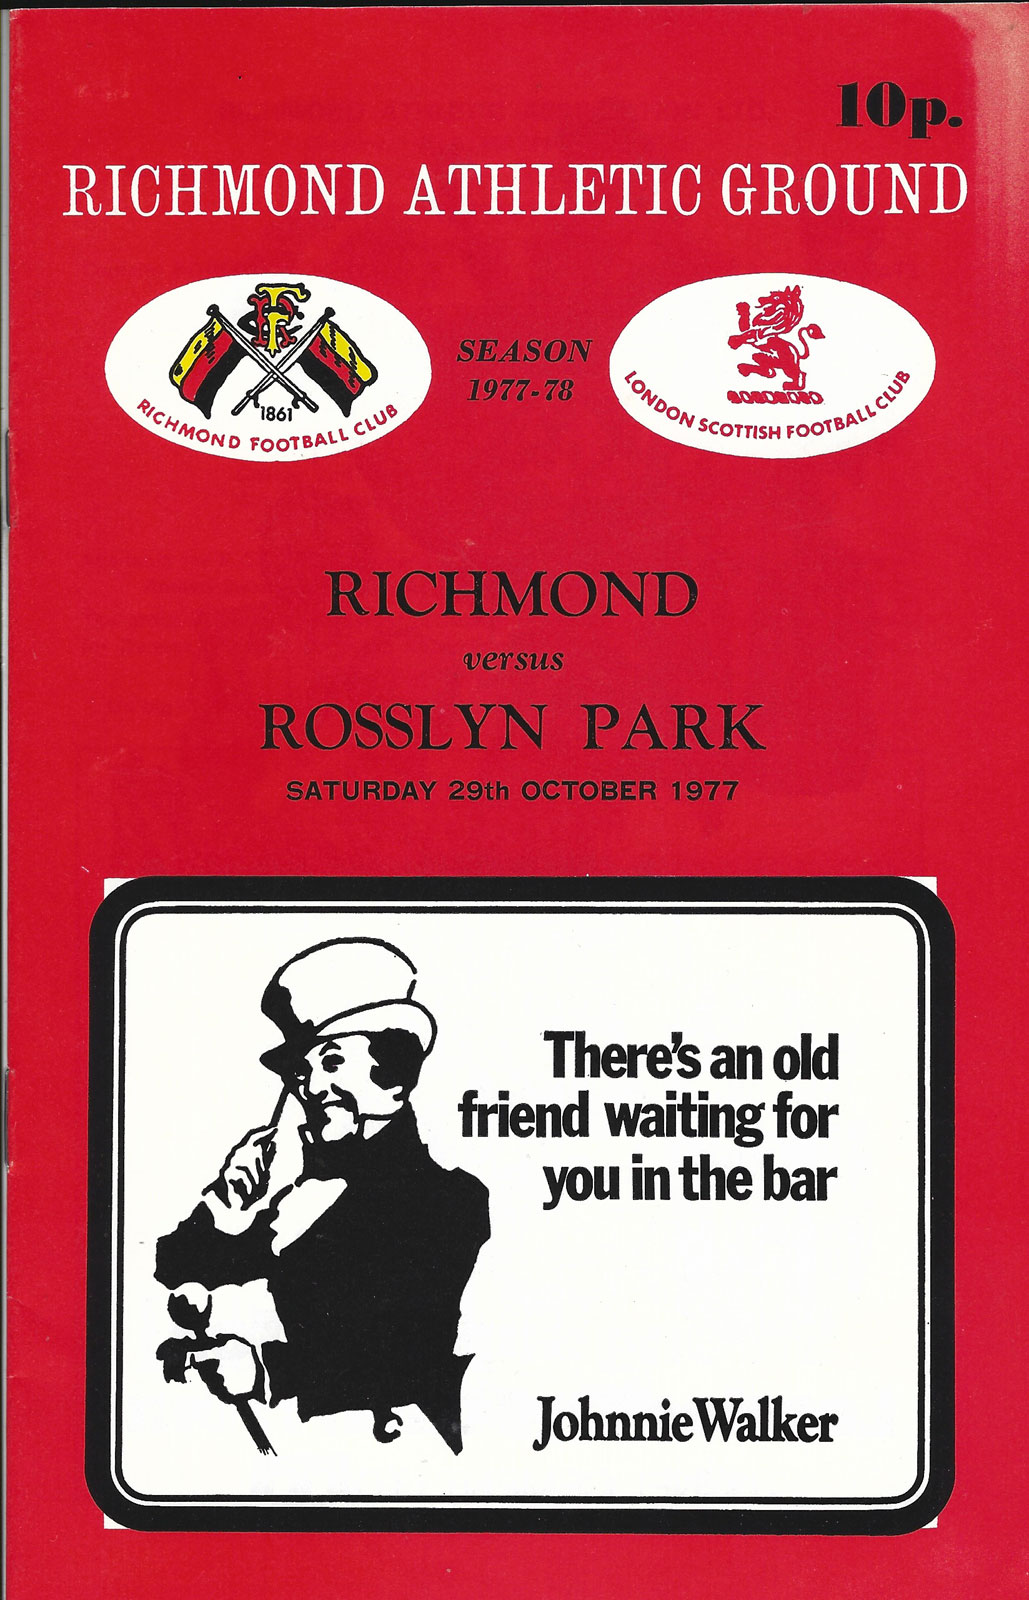 10p.
RICHMOND ATHLETIC GROUND
RFC
1861
RICHMOND FOOTBALL CLUB
SEASON
1977-78
LONDON SCOTTISH FOOTBALL CLUB
RICHMOND
versus
ROSSLYN PARK
SATURDAY 29th OCTOBER 1977
There's an old
friend waiting for
you in the bar
Johnnie Walker